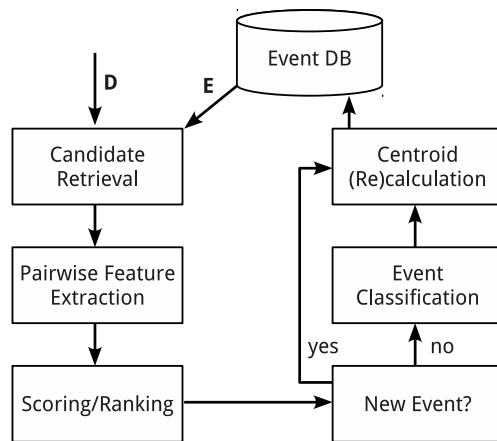 Event DB
D
E
Candidate
Retrieval
Centroid
(Re)calculation
Pairwise Feature
Extraction
Event
Classification
yes
no
Scoring/Ranking
New Event?